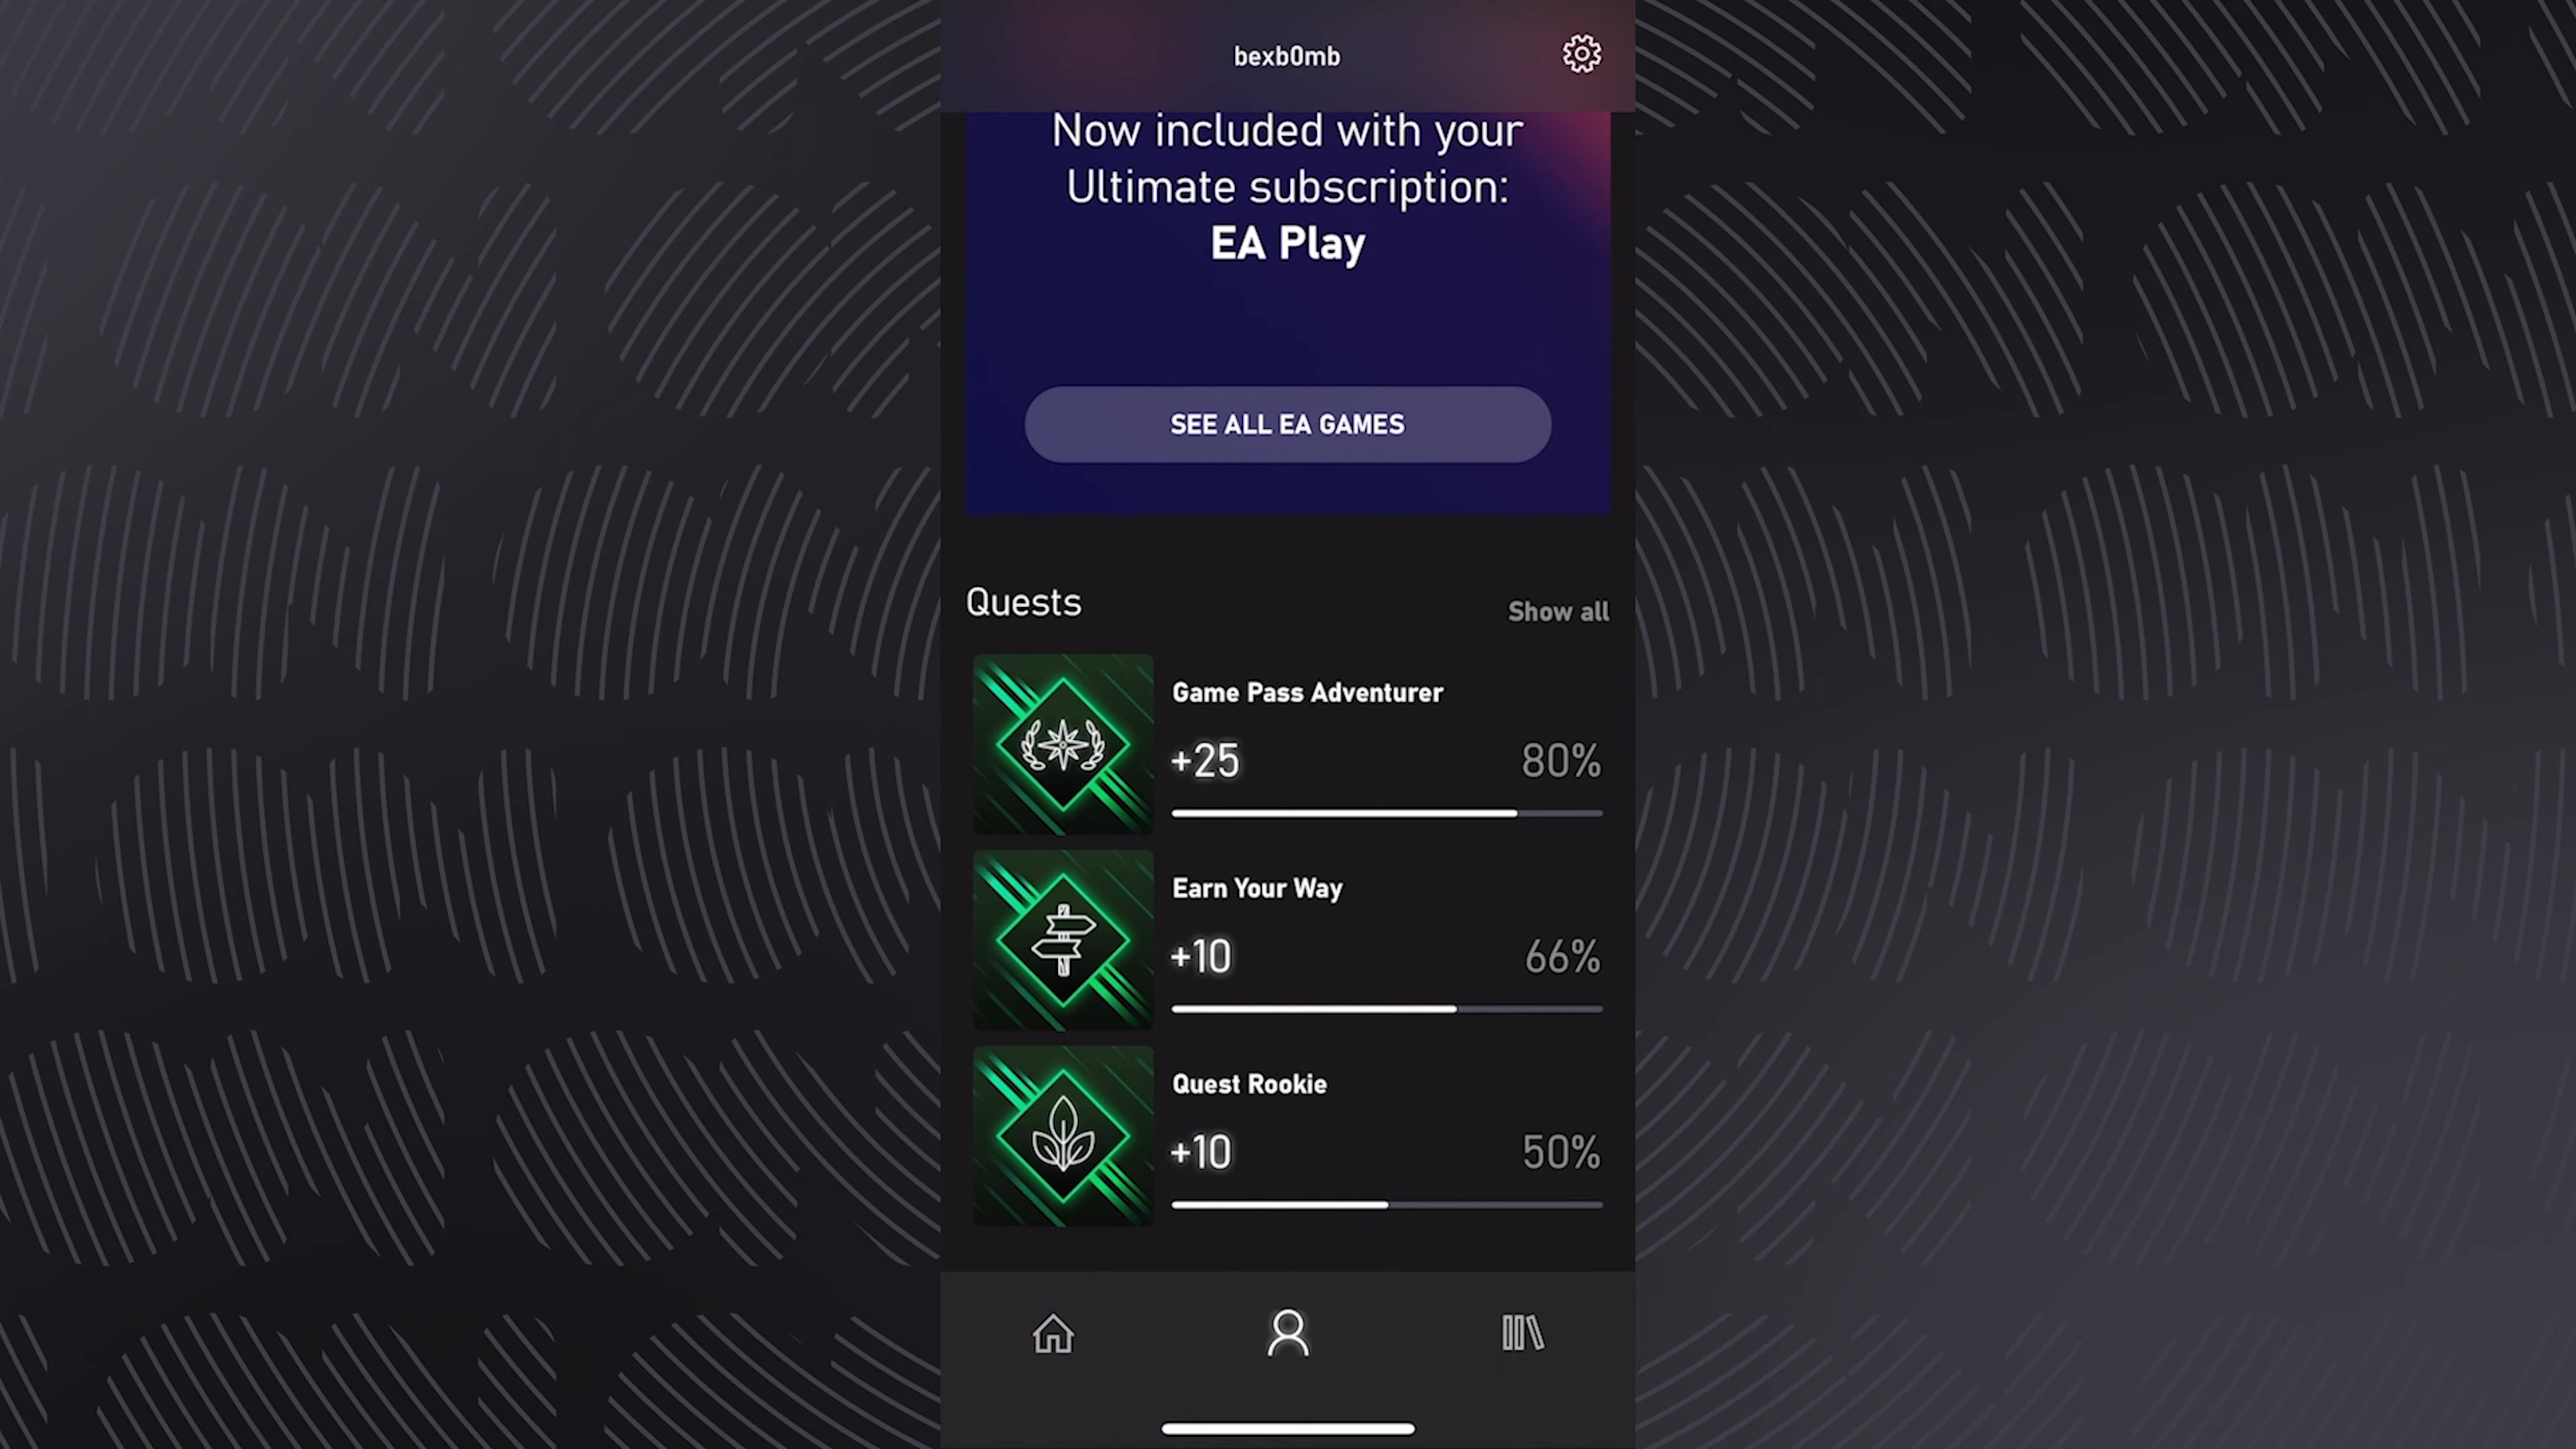 bexb0mb
Now included with your
Ultimate subscription:
EA Play
SEE ALL EA GAMES
Quests
Show all
Game Pass Adventurer
+25
80%
Earn Your Way
+10
66%
Quest Rookie
+10
50%